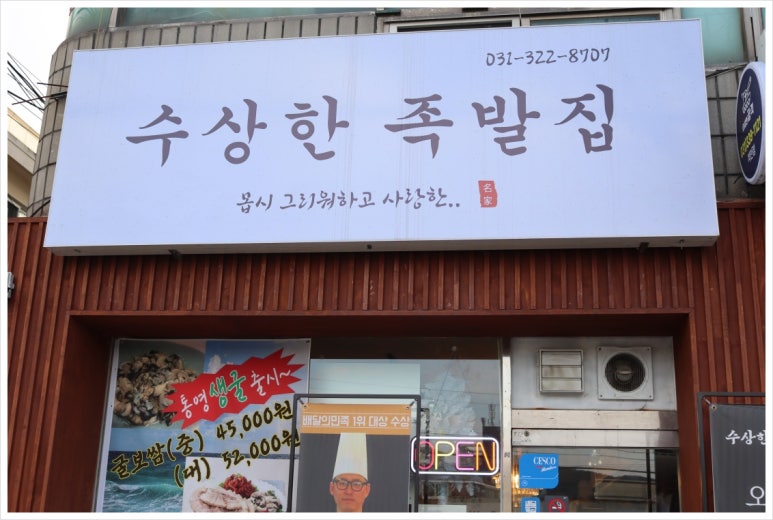 031-322-8707
수상한 족발집
몹시 그리워하고 사랑한..
名家
통영 생굴 출시~
굴보쌈(중) 45,000원
(대) 52,000원
배달의민족 1위 대상 수상
OPEN
CESCO
수상한
오